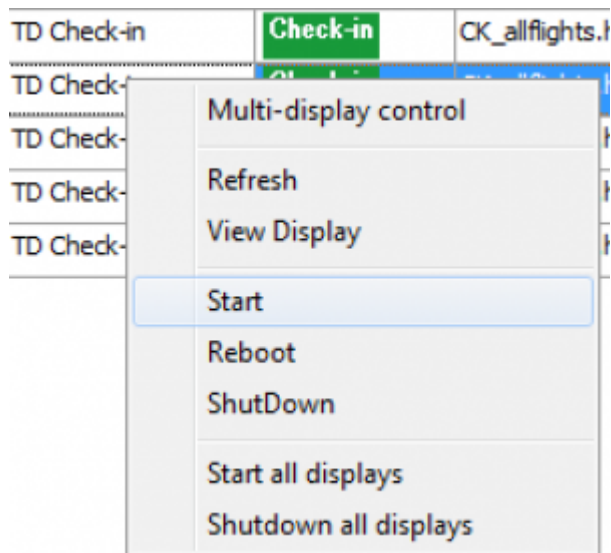 TD Check-in Check-in CK_allflights.h
TD Check-
Multi-display control
TD Check-
Refresh
TD Check-
View Display
TD Check-
Start
Reboot
ShutDown
Start all displays
Shutdown all displays